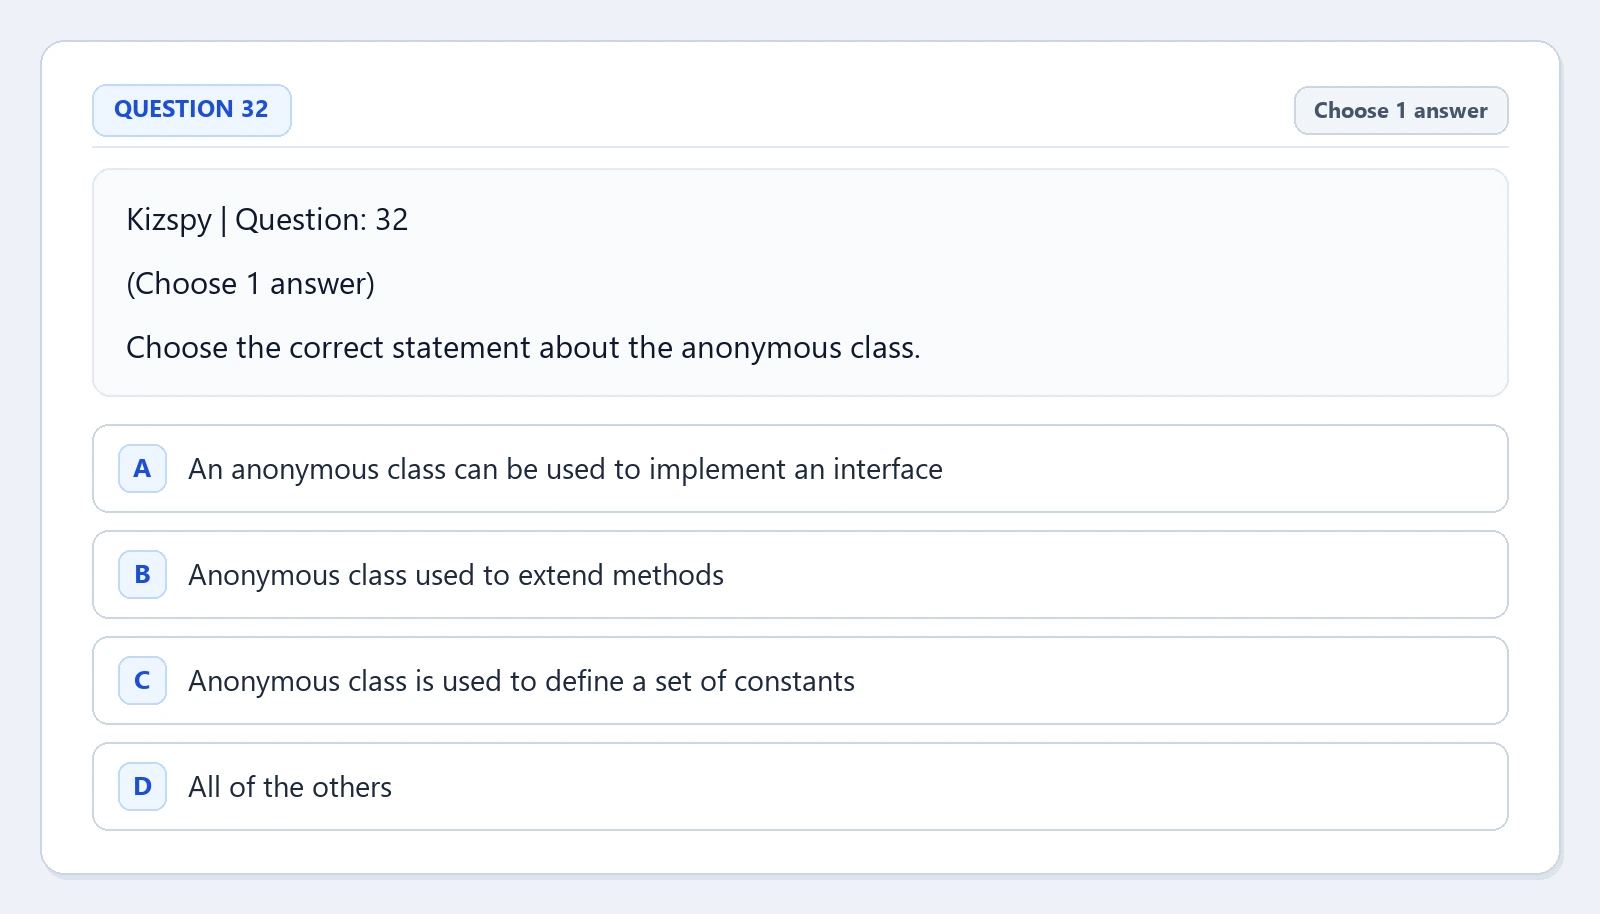 QUESTION 32
Choose 1 answer
Kizspy | Question: 32
(Choose 1 answer)
Choose the correct statement about the anonymous class.
A An anonymous class can be used to implement an interface
B Anonymous class used to extend methods
C Anonymous class is used to define a set of constants
D All of the others